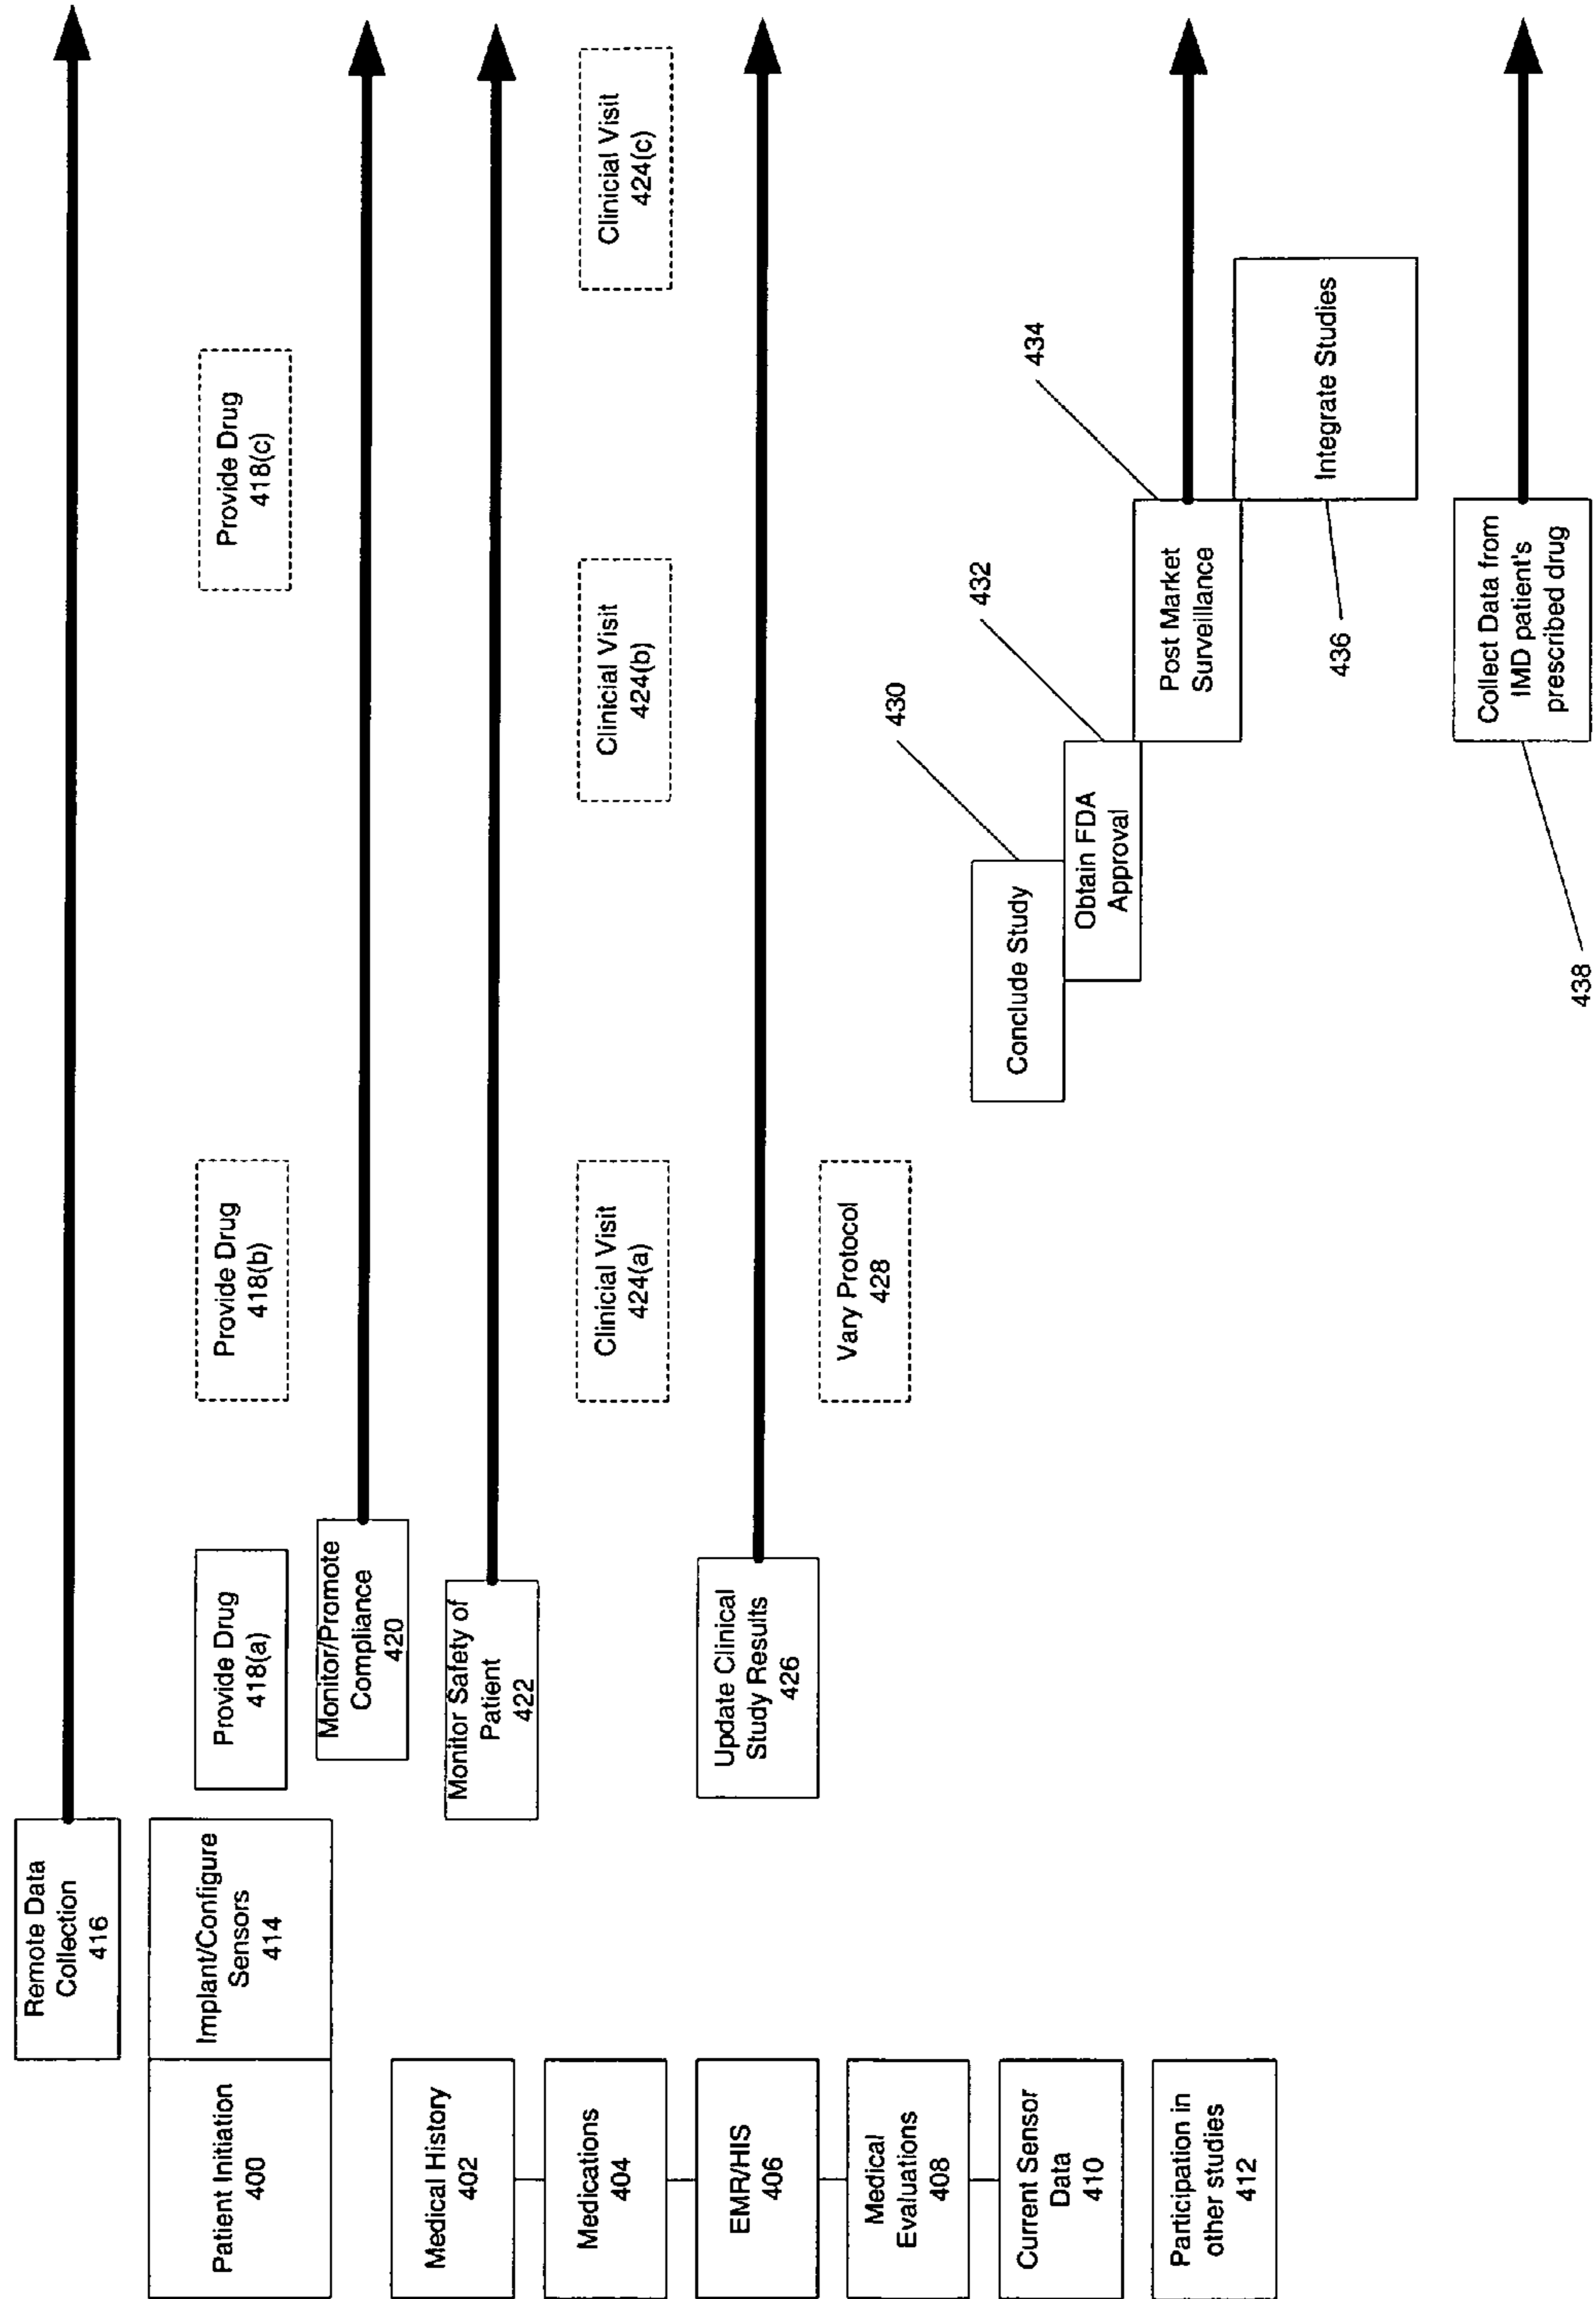 Remote Data
Collection
416
Patient Initiation
400
Implant/Configure
Sensors
414
Provide Drug
418(a)
Provide Drug
418(b)
Provide Drug
418(c)
Monitor/Promote
Compliance
420
Medical History
402
Monitor Safety of
Patient
422
Medications
404
Clinicial Visit
424(a)
Clinicial Visit
424(b)
Clinicial Visit
424(c)
EMR/HIS
406
Update Clinical
Study Results
426
Medical
Evaluations
408
Vary Protocol
428
430
Current Sensor
Data
410
Conclude Study
432
434
Obtain FDA
Approval
Participation in
other studies
412
Post Market
Surveillance
Integrate Studies
436
Collect Data from
IMD patient's
prescribed drug
438